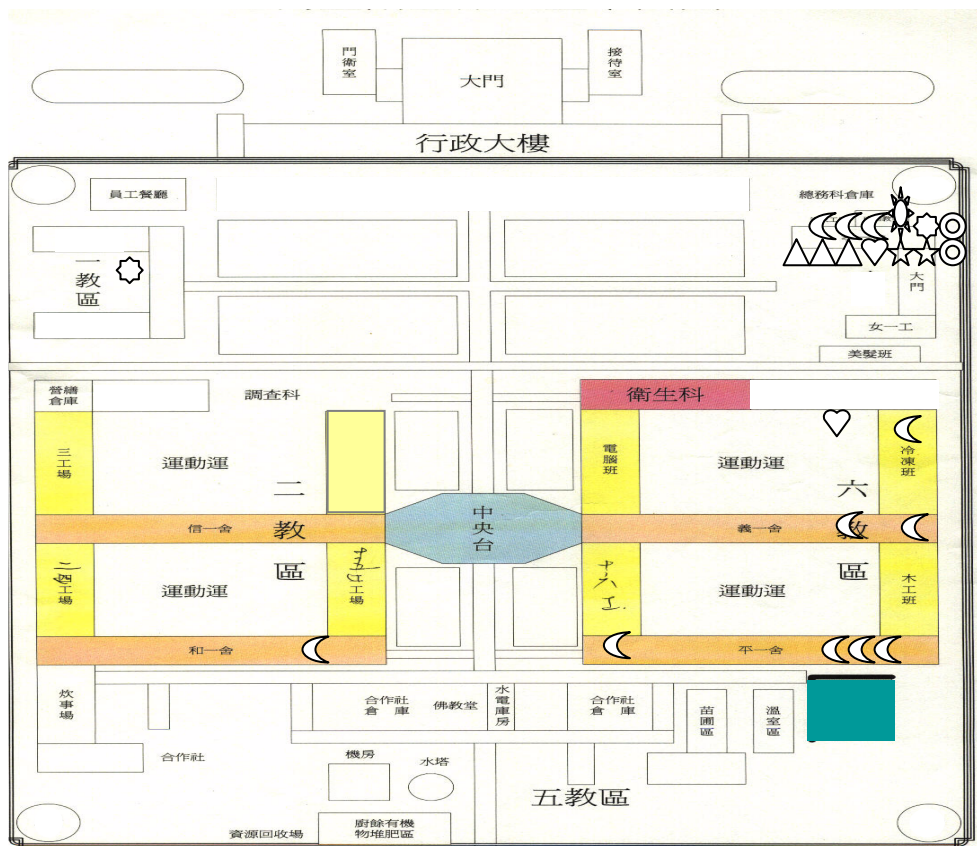 門衛室
大門
接待室
行政大樓
員工餐廳
總務科倉庫
一教區
大門
女一工
美髮班
營繕倉庫
調查科
衛生科
三工場
運動運
二教區
電腦班
運動運
六教區
冷凍班
中央台
信一舍
義一舍
工場
運動運
工場
十六工
運動運
木工班
和一舍
平一舍
炊事場
合作社
倉庫
佛教堂
水電庫房
合作社
倉庫
苗圃區
溫室區
合作社
機房
水塔
五教區
資源回收場
廚餘有機
物堆肥區